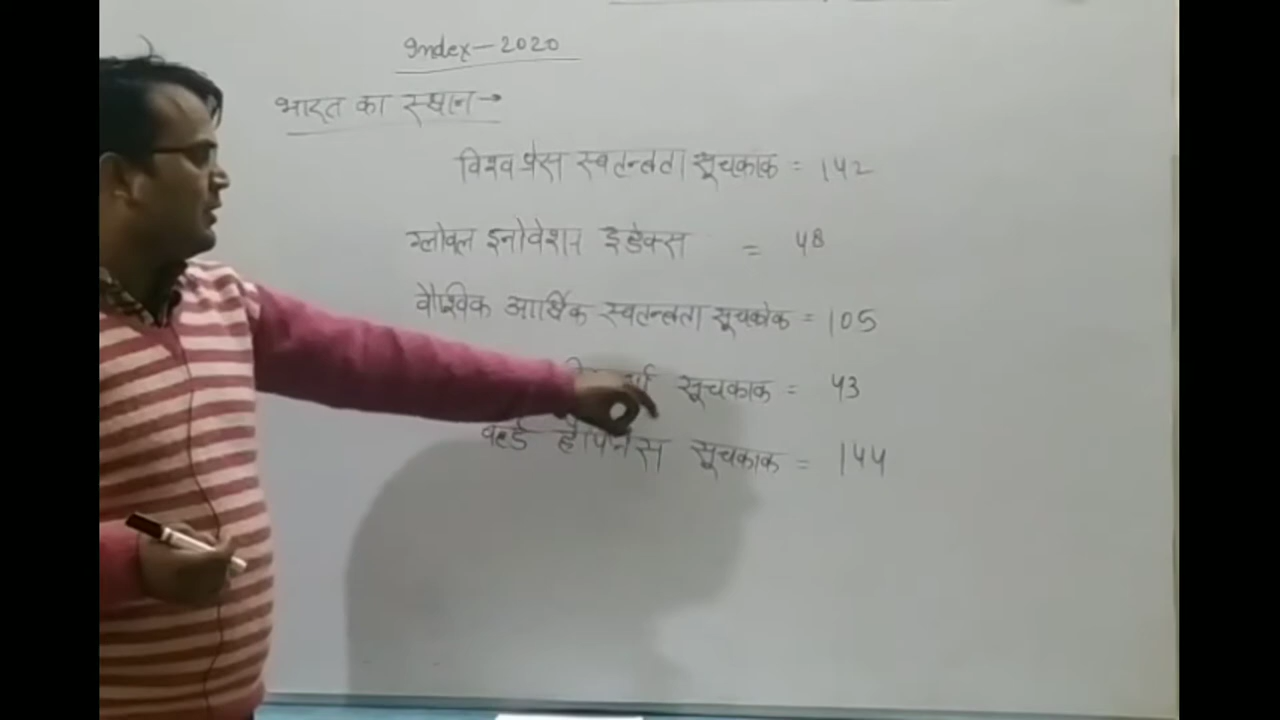 Index-2020
भारत का स्थान→
विश्व प्रेस स्वतन्त्रता सूचकांक = 142
ग्लोबल इनोवेशन इंडेक्स = 48
वैश्विक आर्थिक स्वतन्त्रता सूचकांक = 105
सूचकांक = 43
वर्ल्ड हैपिनेस सूचकांक = 144